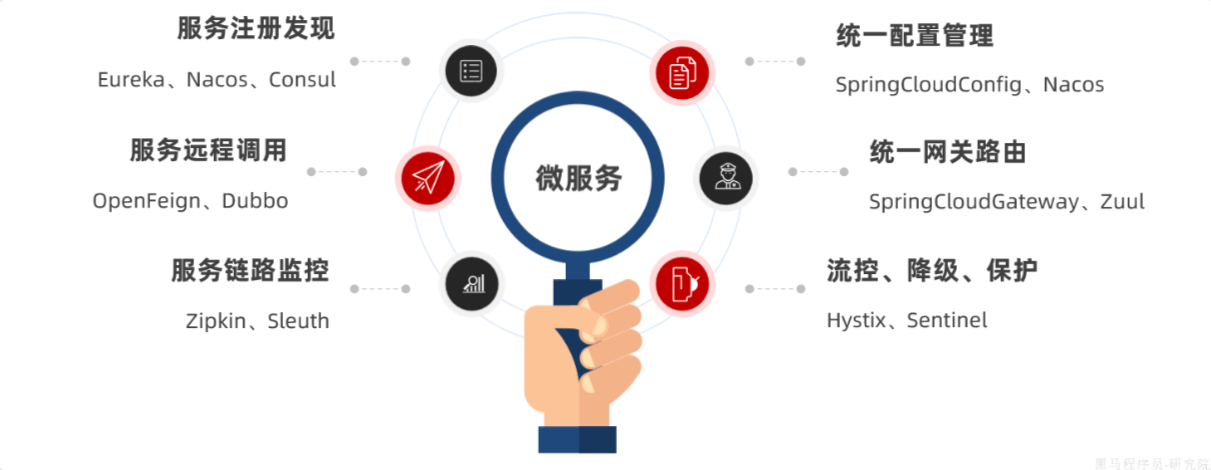 服务注册发现
Eureka、Nacos、Consul
服务远程调用
OpenFeign、Dubbo
服务链路监控
Zipkin、Sleuth
微服务
统一配置管理
SpringCloudConfig、Nacos
统一网关路由
SpringCloudGateway、Zuul
流控、降级、保护
Hystix、Sentinel
黑马程序员-研究院